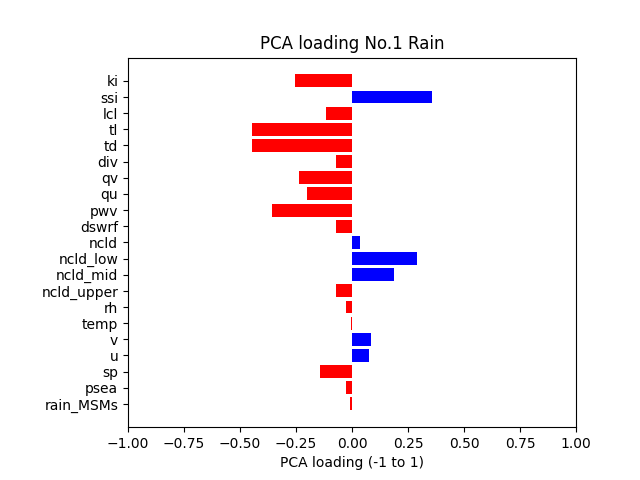 PCA loading No.1 Rain
ki
ssi
lcl
tl
td
div
qv
qu
pwv
dswrf
ncld
ncld_low
ncld_mid
ncld_upper
rh
temp
v
u
sp
psea
rain_MSMs
−1.00 −0.75 −0.50 −0.25 0.00 0.25 0.50 0.75 1.00
PCA loading (-1 to 1)